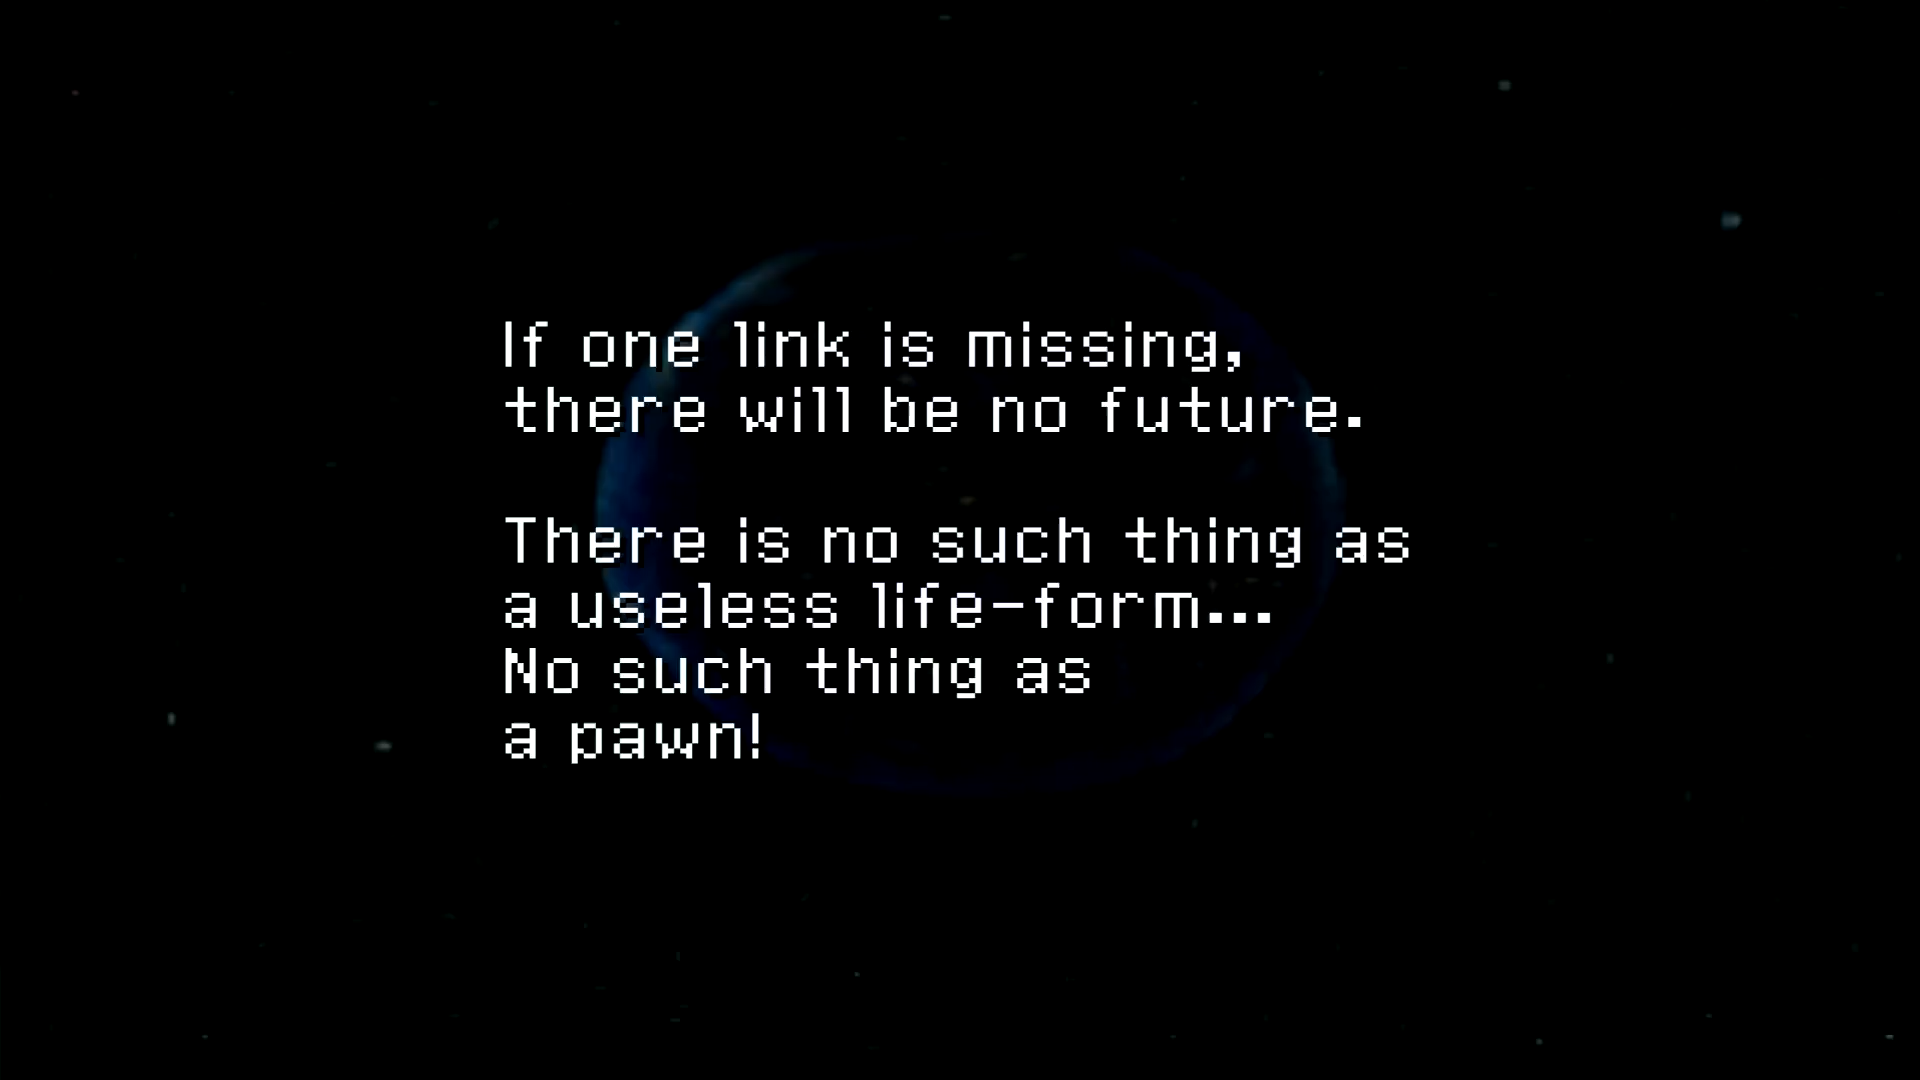 If one link is missing,
there will be no future.
There is no such thing as
a useless life-form...
No such thing as
a pawn!